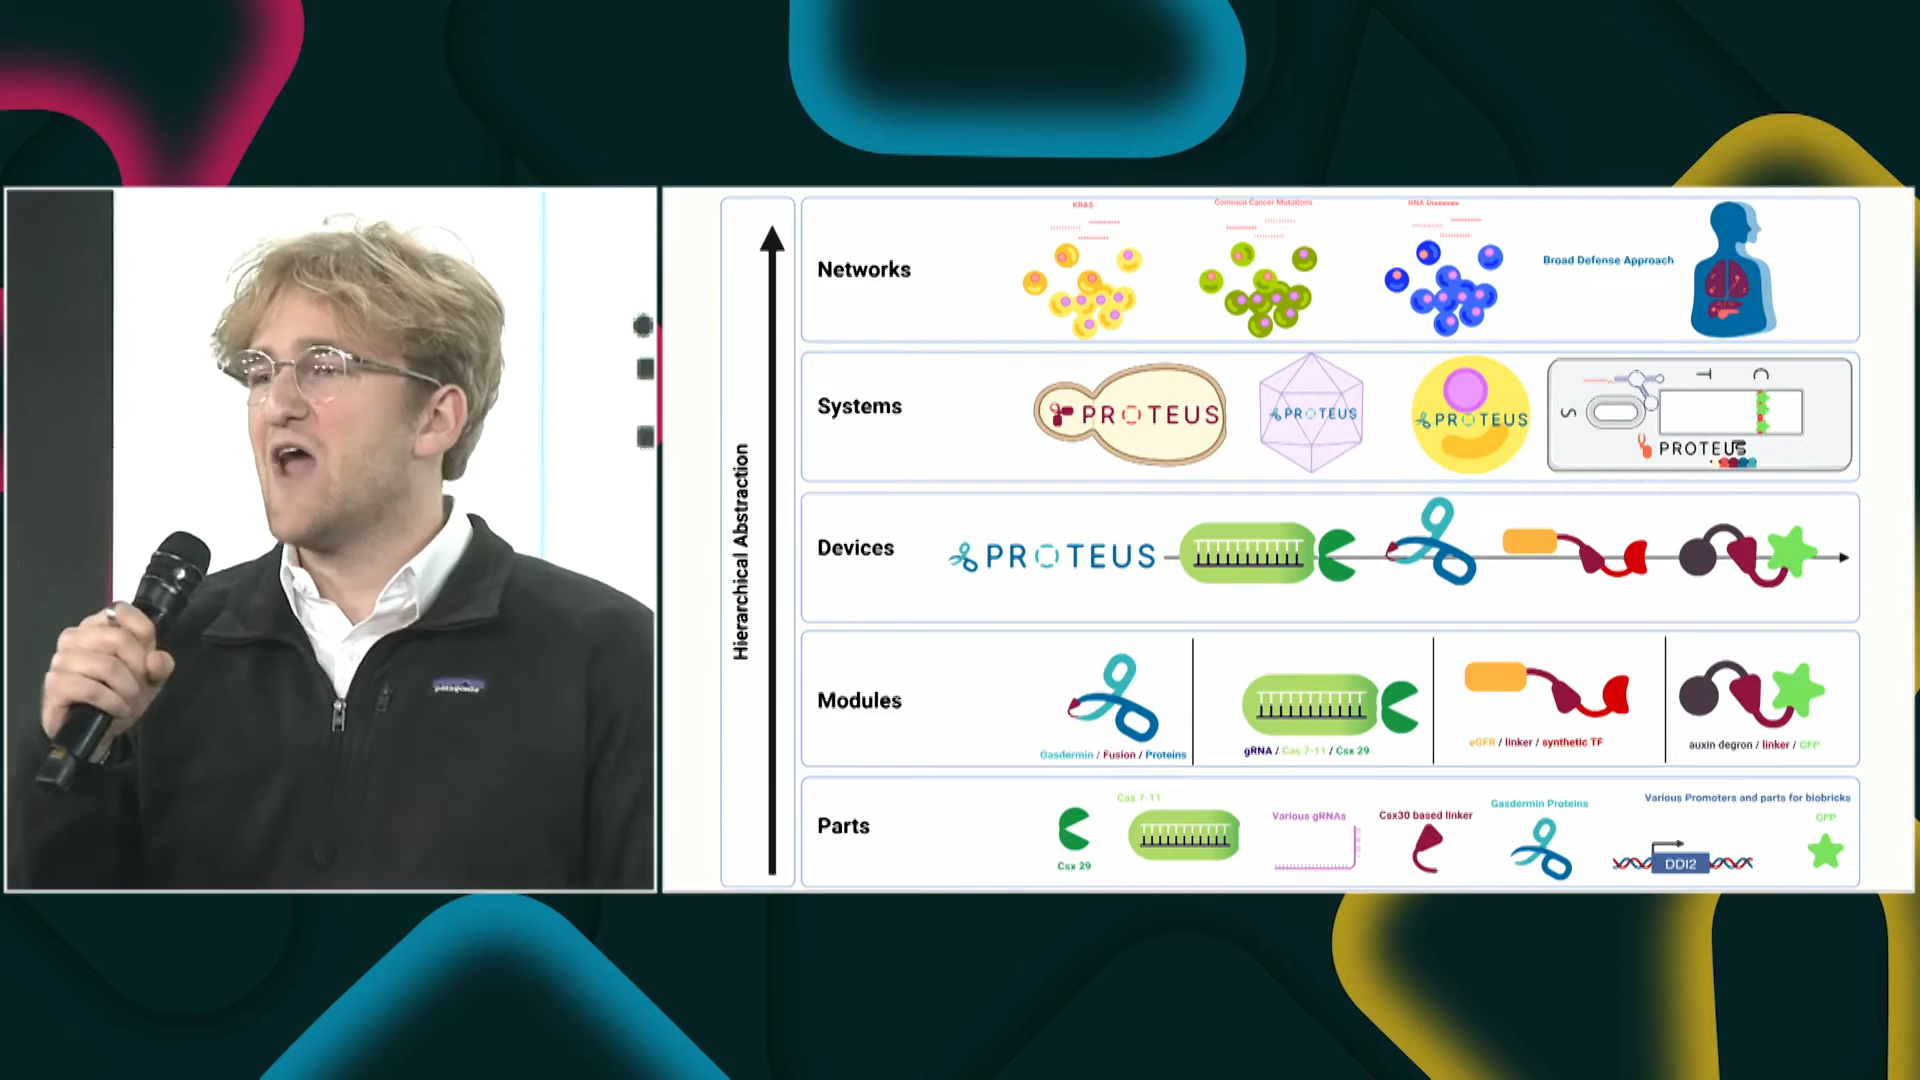 Hierarchical Abstraction
Networks
KRAS
Common Cancer Mutations
RNA Diseases
Broad Defense Approach
Systems
PROTEUS
PROTEUS
PROTEUS
S
T
C
PROTEUS
Devices
PROTEUS
Modules
Gasdermin / Fusion / Proteins
gRNA / Cas 7-11 / Csx 29
eGFR / linker / synthetic TF
auxin degron / linker / GFP
Parts
Csx 29
Cas 7-11
Various gRNAs
Csx30 based linker
Gasdermin Proteins
Various Promoters and parts for biobricks
DDI2
GFP
patagonia